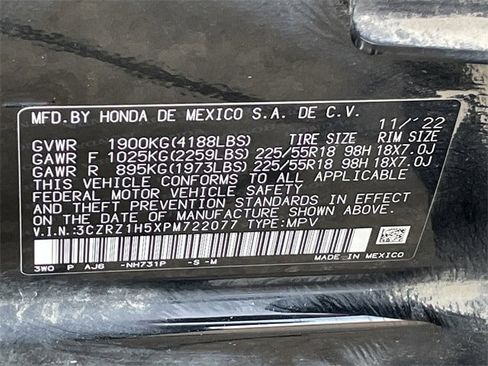 MFD.BY HONDA DE MEXICO S.A. DE C.V. 11/'22
GVWR 1900KG(4188LBS) TIRE SIZE RIM SIZE
GAWR F 1025KG(2259LBS) 225/55R18 98H 18X7.0J
GAWR R 895KG(1973LBS) 225/55R18 98H 18X7.0J
THIS VEHICLE CONFORMS TO ALL APPLICABLE
FEDERAL MOTOR VEHICLE SAFETY, BUMPER,
AND THEFT PREVENTION STANDARDS IN EFFECT
ON THE DATE OF MANUFACTURE SHOWN ABOVE.
V.I.N.:3CZRZ1H5XPM722077 TYPE:MPV
3W0 P AJ6 -NH731P -S -M MADE IN MEXICO